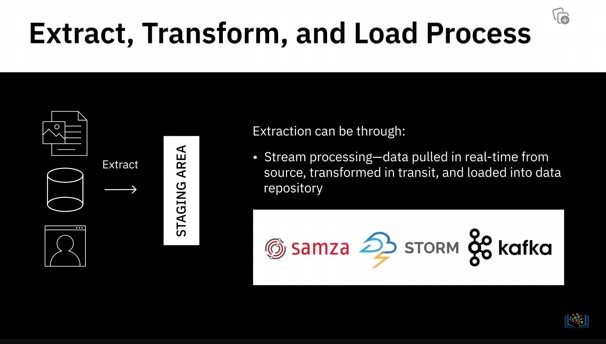 Extract, Transform, and Load Process
Extract
STAGING AREA
Extraction can be through:
• Stream processing—data pulled in real-time from
source, transformed in transit, and loaded into data
repository
samza
STORM
kafka